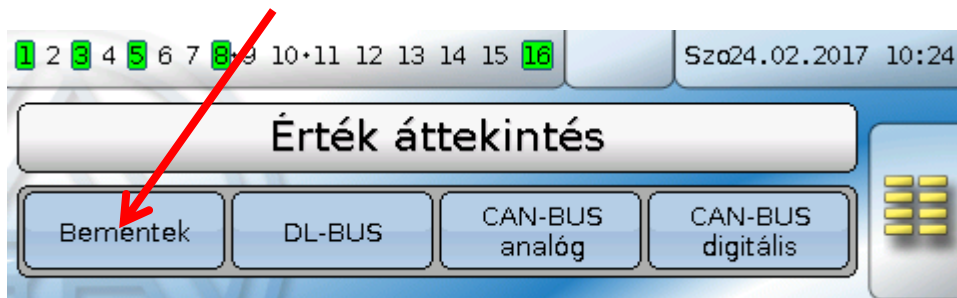 1 2 3 4 5 6 7 8+9 10+11 12 13 14 15 16 Szo24.02.2017 10:24
Érték áttekintés
Bementek DL-BUS CAN-BUS analóg CAN-BUS digitális